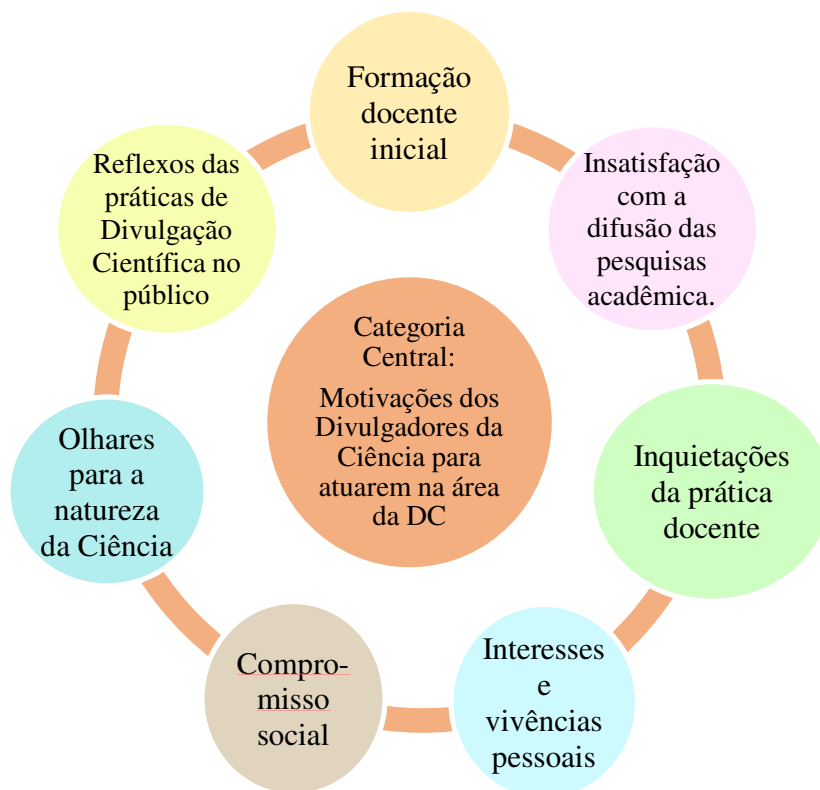 Formação
docente
inicial
Insatisfação
com a
difusão das
pesquisas
acadêmica.
Inquietações
da prática
docente
Interesses
e
vivências
pessoais
Compro-
misso
social
Olhares
para a
natureza
da Ciência
Reflexos das
práticas de
Divulgação
Científica no
público
Categoria
Central:
Motivações dos
Divulgadores da
Ciência para
atuarem na área
da DC